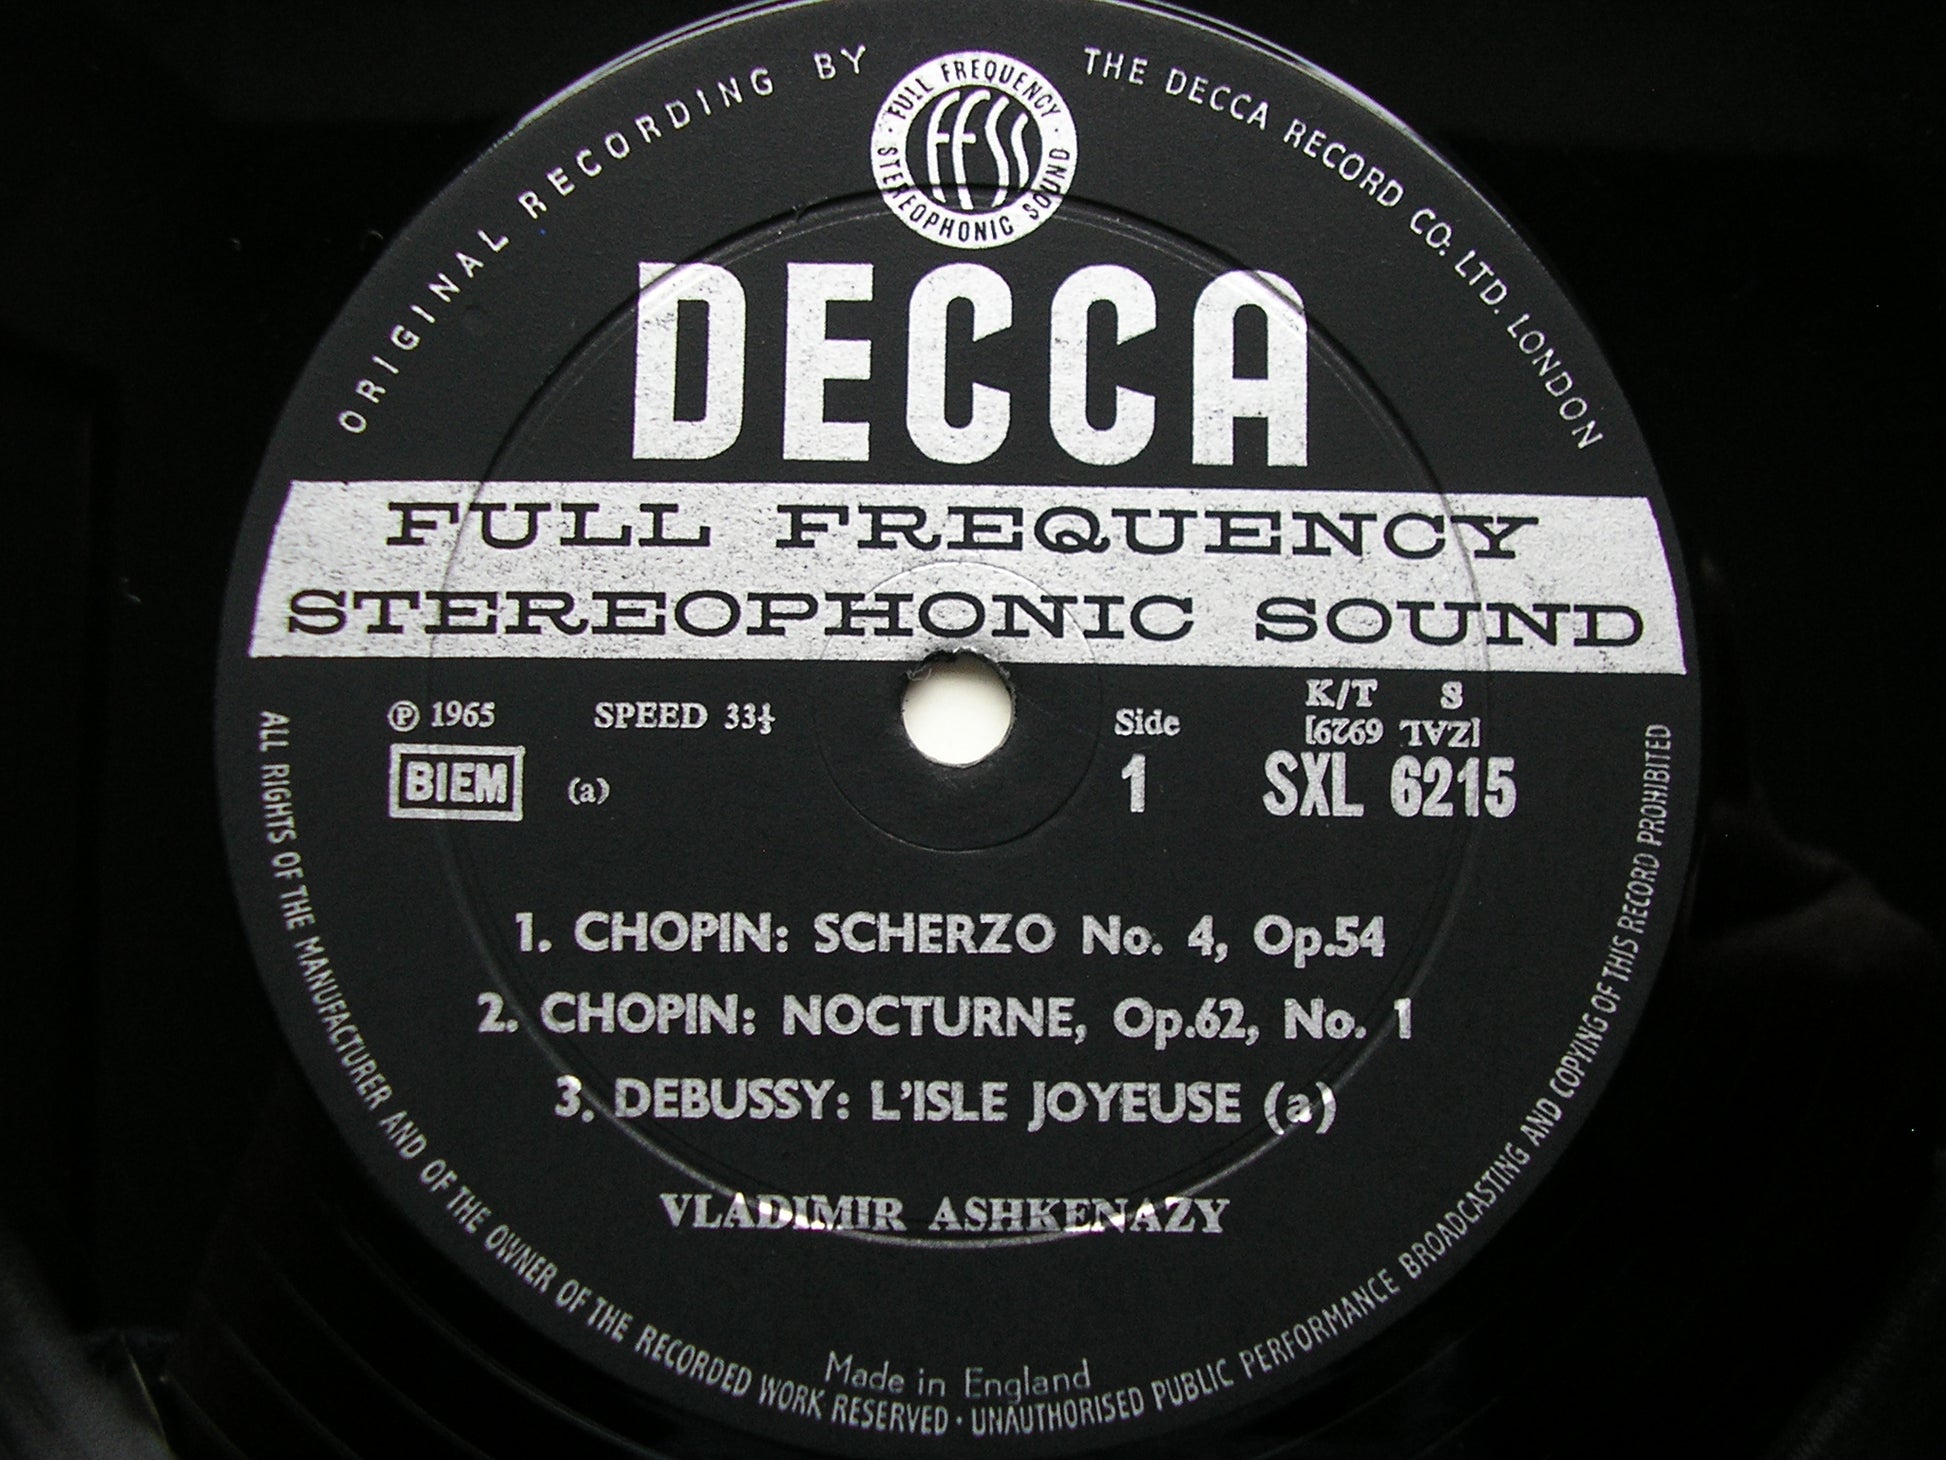 ORIGINAL RECORDING BY THE DECCA RECORD CO. LTD. LONDON
· FULL FREQUENCY · STEREOPHONIC SOUND
FFSS
DECCA
FULL FREQUENCY
STEREOPHONIC SOUND
Ⓟ 1965 SPEED 33⅓
BIEM (a)
Side
1
K/T S
[ZAL 6929]
SXL 6215
1. CHOPIN: SCHERZO No. 4, Op.54
2. CHOPIN: NOCTURNE, Op.62, No. 1
3. DEBUSSY: L'ISLE JOYEUSE (a)
VLADIMIR ASHKENAZY
Made in England
ALL RIGHTS OF THE MANUFACTURER AND OF THE OWNER OF THE RECORDED WORK RESERVED · UNAUTHORISED PUBLIC PERFORMANCE BROADCASTING AND COPYING OF THIS RECORD PROHIBITED